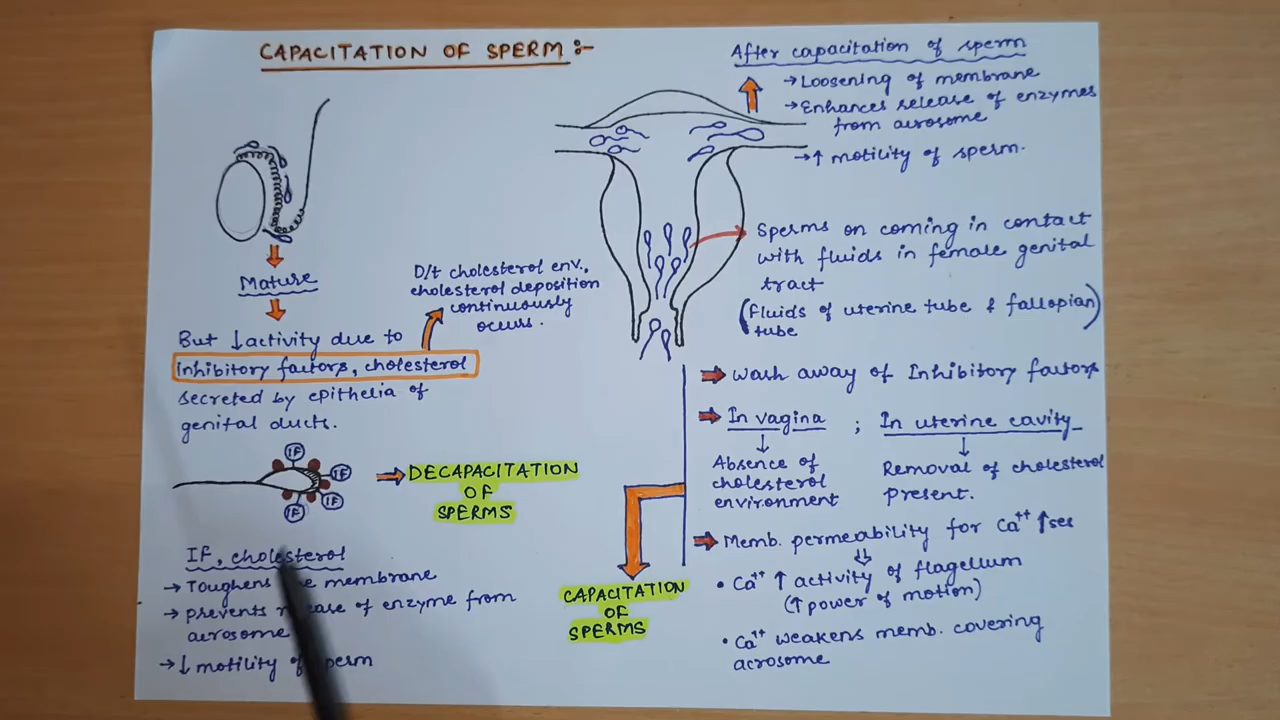 CAPACITATION OF SPERM :-
Mature
But ↓activity due to
inhibitory factors, cholesterol
secreted by epithelia of
genital ducts.
D/t cholesterol env.,
cholesterol deposition
continuously
occurs.
IF
IF
IF
IF
DECAPACITATION
OF
SPERMS
IF, cholesterol
→ Toughens membrane
→ prevents of enzyme from
acrosome
→ ↓ motility of sperm
After capacitation of sperm
→ Loosening of membrane
→ Enhances release of enzymes
from acrosome
→ ↑ motility of sperm.
Sperms on coming in contact
with fluids in female genital
tract
(fluids of uterine tube & fallopian)
tube
wash away of Inhibitory factors
In vagina ; In uterine cavity
Absence of
cholesterol
environment
Removal of cholesterol
present.
Memb. permeability for Ca++ ↑ses
• Ca++ ↑ activity of flagellum
(↑ power of motion)
• Ca++ weakens memb. covering
acrosome
CAPACITATION
OF
SPERMS